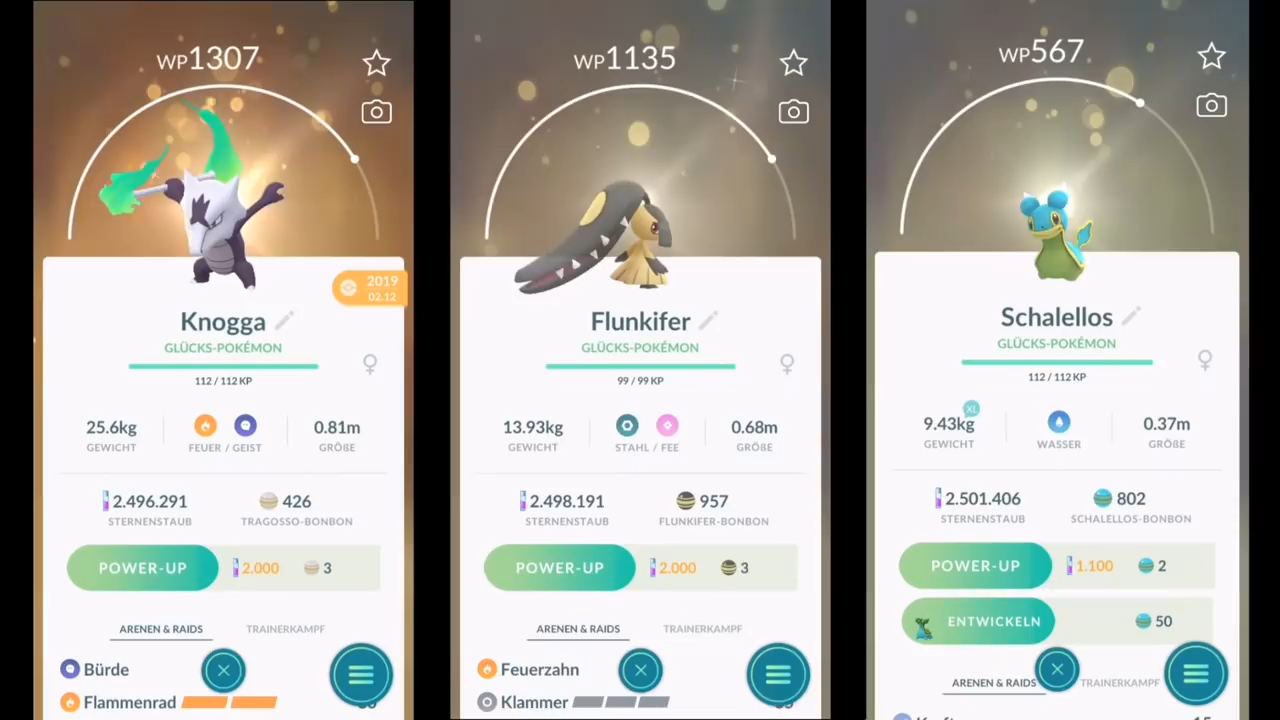 WP1307
2019
02.12
Knogga
GLÜCKS-POKÉMON
112 / 112 KP
25.6kg
GEWICHT
FEUER / GEIST
0.81m
GRÖßE
2.496.291
STERNENSTAUB
426
TRAGOSSO-BONBON
POWER-UP
2.000
3
ARENEN & RAIDS
TRAINERKAMPF
Bürde
Flammenrad
WP1135
Flunkifer
GLÜCKS-POKÉMON
99 / 99 KP
13.93kg
GEWICHT
STAHL / FEE
0.68m
GRÖßE
2.498.191
STERNENSTAUB
957
FLUNKIFER-BONBON
POWER-UP
2.000
3
ARENEN & RAIDS
TRAINERKAMPF
Feuerzahn
Klammer
WP567
Schalellos
GLÜCKS-POKÉMON
112 / 112 KP
XL
9.43kg
GEWICHT
WASSER
0.37m
GRÖßE
2.501.406
STERNENSTAUB
802
SCHALELLOS-BONBON
POWER-UP
1.100
2
ENTWICKELN
50
ARENEN & RAIDS
TRAINERKAMPF